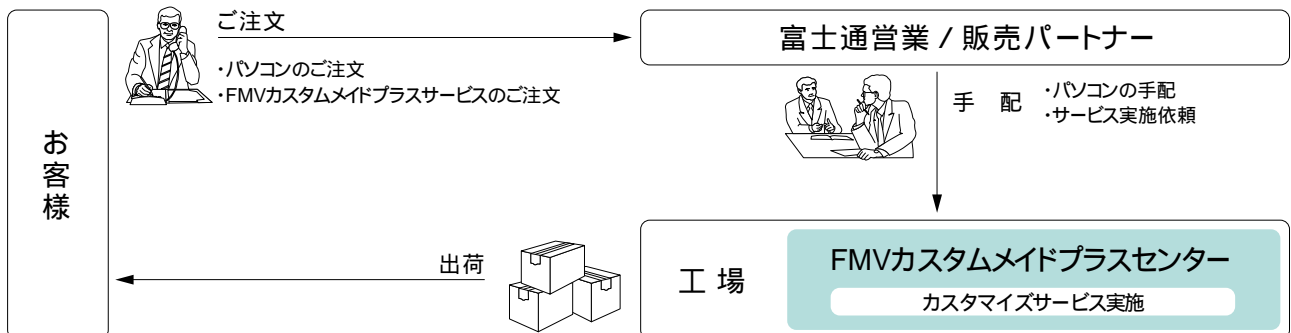 お客様
ご注文
・パソコンのご注文
・FMVカスタムメイドプラスサービスのご注文
富士通営業 / 販売パートナー
手　配
・パソコンの手配
・サービス実施依頼
工 場
FMVカスタムメイドプラスセンター
カスタマイズサービス実施
出荷